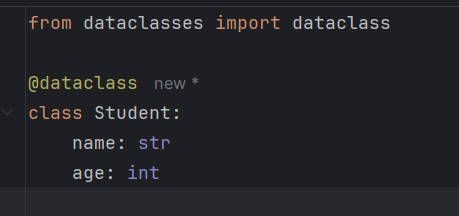 from dataclasses import dataclass

@dataclass new *
class Student:
    name: str
    age: int